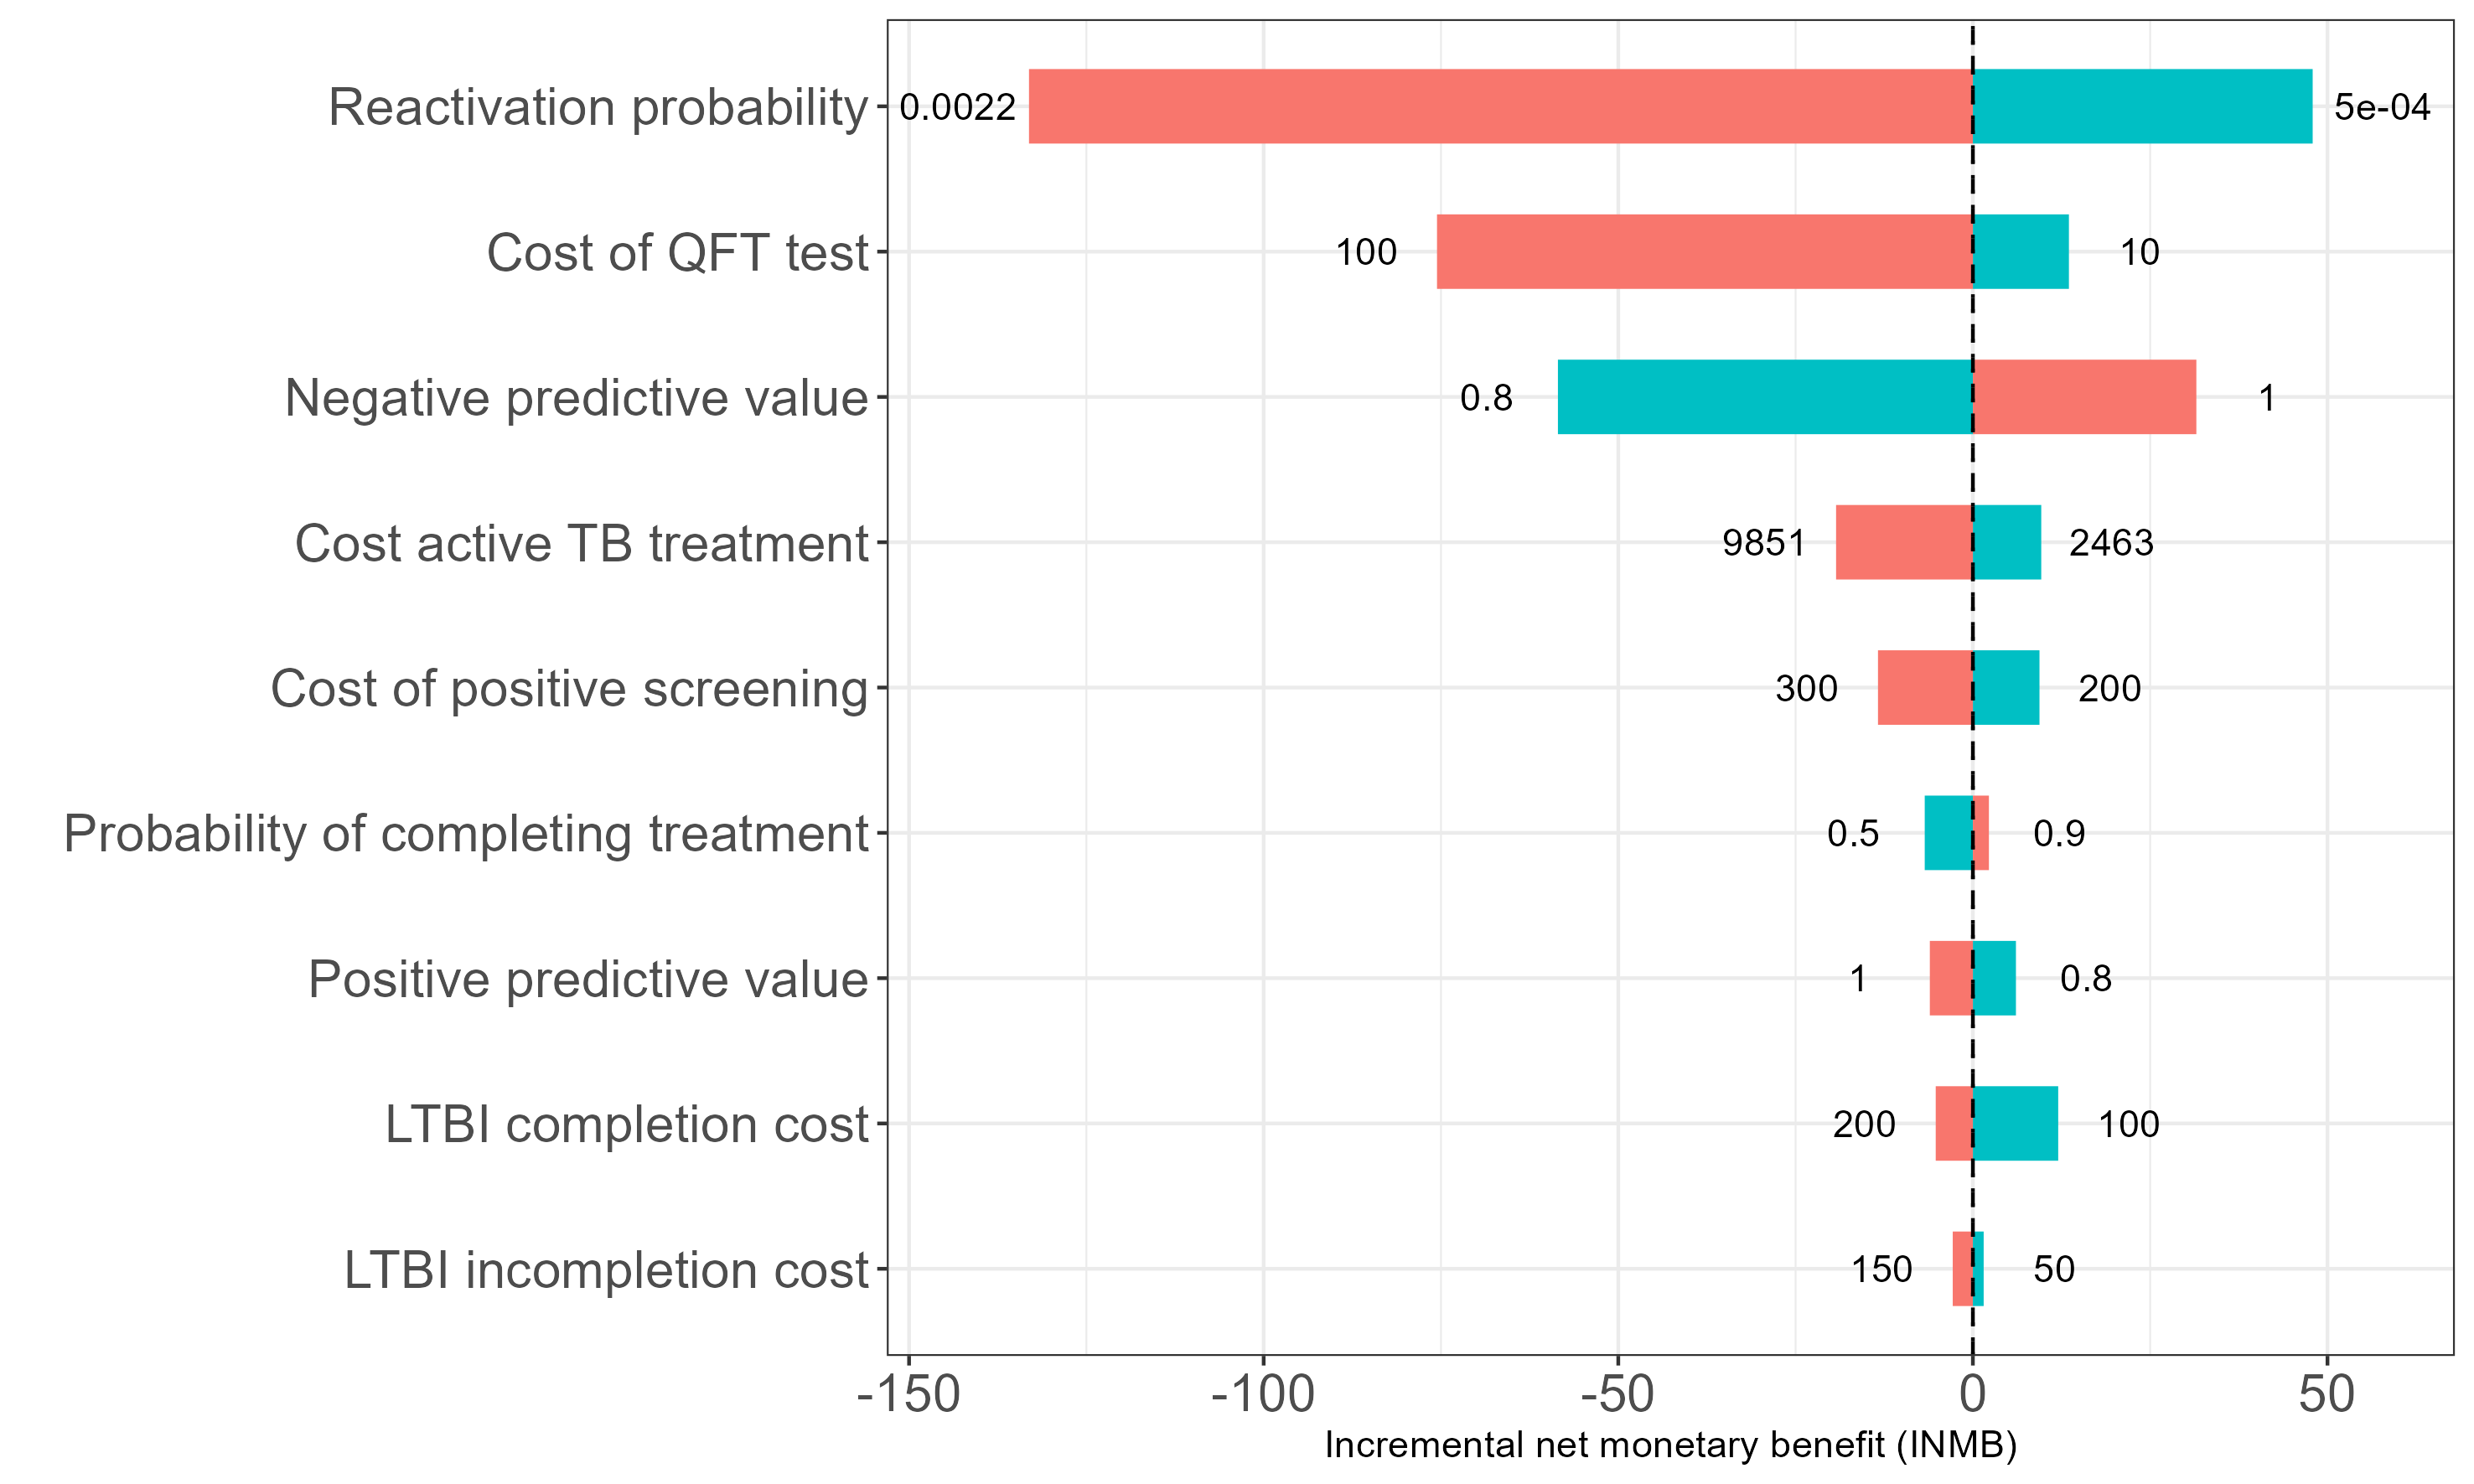 Reactivation probability 0.0022 5e-04
Cost of QFT test 100 10
Negative predictive value 0.8 1
Cost active TB treatment 9851 2463
Cost of positive screening 300 200
Probability of completing treatment 0.5 0.9
Positive predictive value 1 0.8
LTBI completion cost 200 100
LTBI incompletion cost 150 50
-150 -100 -50 0 50
Incremental net monetary benefit (INMB)